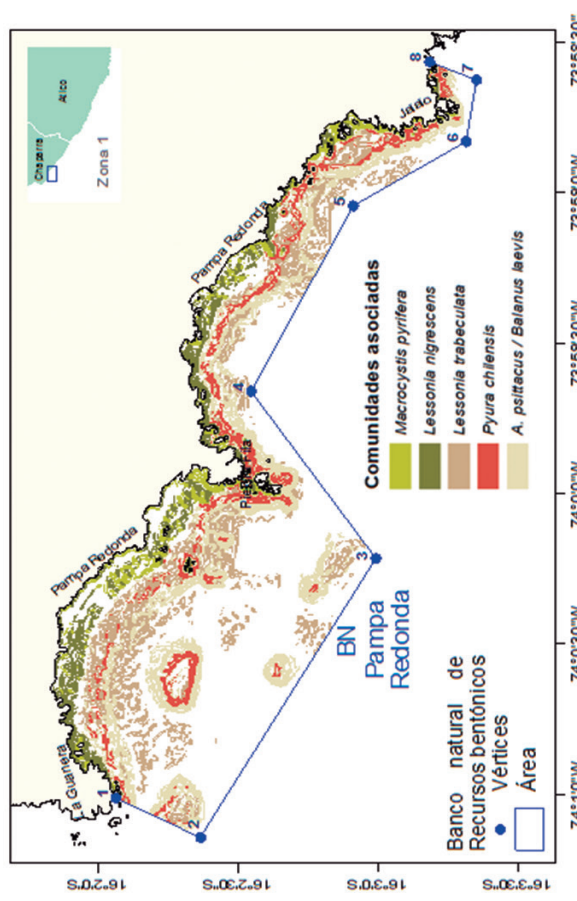 Chaparra
Atico
Zona 1
La Guanera
Pampa Redonda
Pampa Redonda
1
2
3
4
5
6
7
8
BN
Pampa
Redonda
Comunidades asociadas
Macrocystis pyrifera
Lessonia nigrescens
Lessonia trabeculata
Pyura chilensis
A. psittacus / Balanus laevis
Banco natural de
Recursos bentónicos
Vértices
Área
16°2'0"S
16°2'30"S
16°3'0"S
16°3'30"S
74°1'0"W
74°0'30"W
74°0'0"W
73°59'30"W
73°59'0"W
73°58'30"W